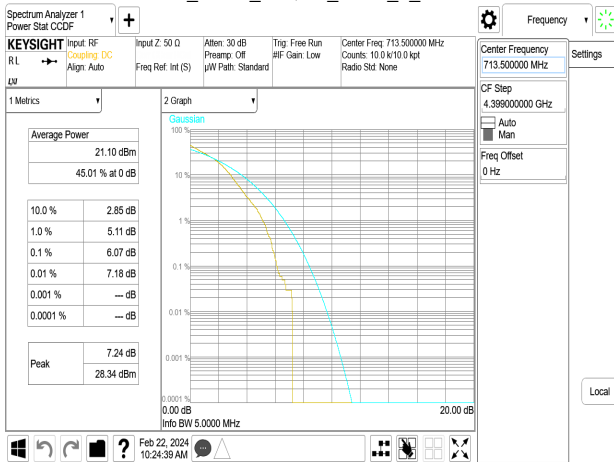 Spectrum Analyzer 1
Power Stat CCDF
Frequency
KEYSIGHT
RL
Input: RF
Coupling: DC
Align: Auto
Input Z: 50 Ω
Freq Ref: Int (S)
Atten: 30 dB
Preamp: Off
µW Path: Standard
Trig: Free Run
#IF Gain: Low
Center Freq: 713.500000 MHz
Counts: 10.0 k/10.0 kpt
Radio Std: None
LXI
Center Frequency
713.500000 MHz
Settings
CF Step
4.399000000 GHz
Auto
Man
Freq Offset
0 Hz
Local
1 Metrics
Average Power
21.10 dBm
45.01 % at 0 dB
10.0 % 2.85 dB
1.0 % 5.11 dB
0.1 % 6.07 dB
0.01 % 7.18 dB
0.001 % --- dB
0.0001 % --- dB
Peak
7.24 dB
28.34 dBm
2 Graph
Gaussian
100 %
10 %
1 %
0.1 %
0.01 %
0.001 %
0.0001 %
0.00 dB 20.00 dB
Info BW 5.0000 MHz
Feb 22, 2024
10:24:39 AM